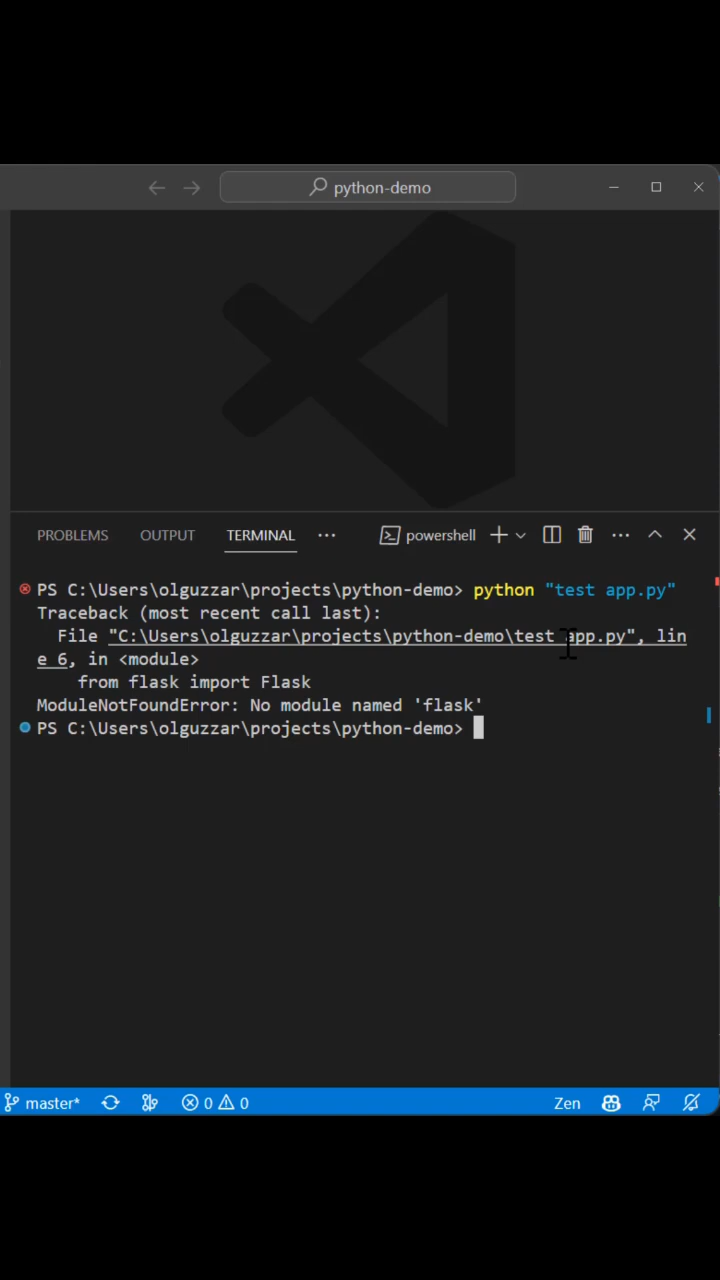 python-demo
PROBLEMS OUTPUT TERMINAL ··· powershell ···
PS C:\Users\olguzzar\projects\python-demo> python "test app.py"
Traceback (most recent call last):
File "C:\Users\olguzzar\projects\python-demo\test app.py", lin
e 6, in <module>
from flask import Flask
ModuleNotFoundError: No module named 'flask'
PS C:\Users\olguzzar\projects\python-demo>
master* 0 0 Zen